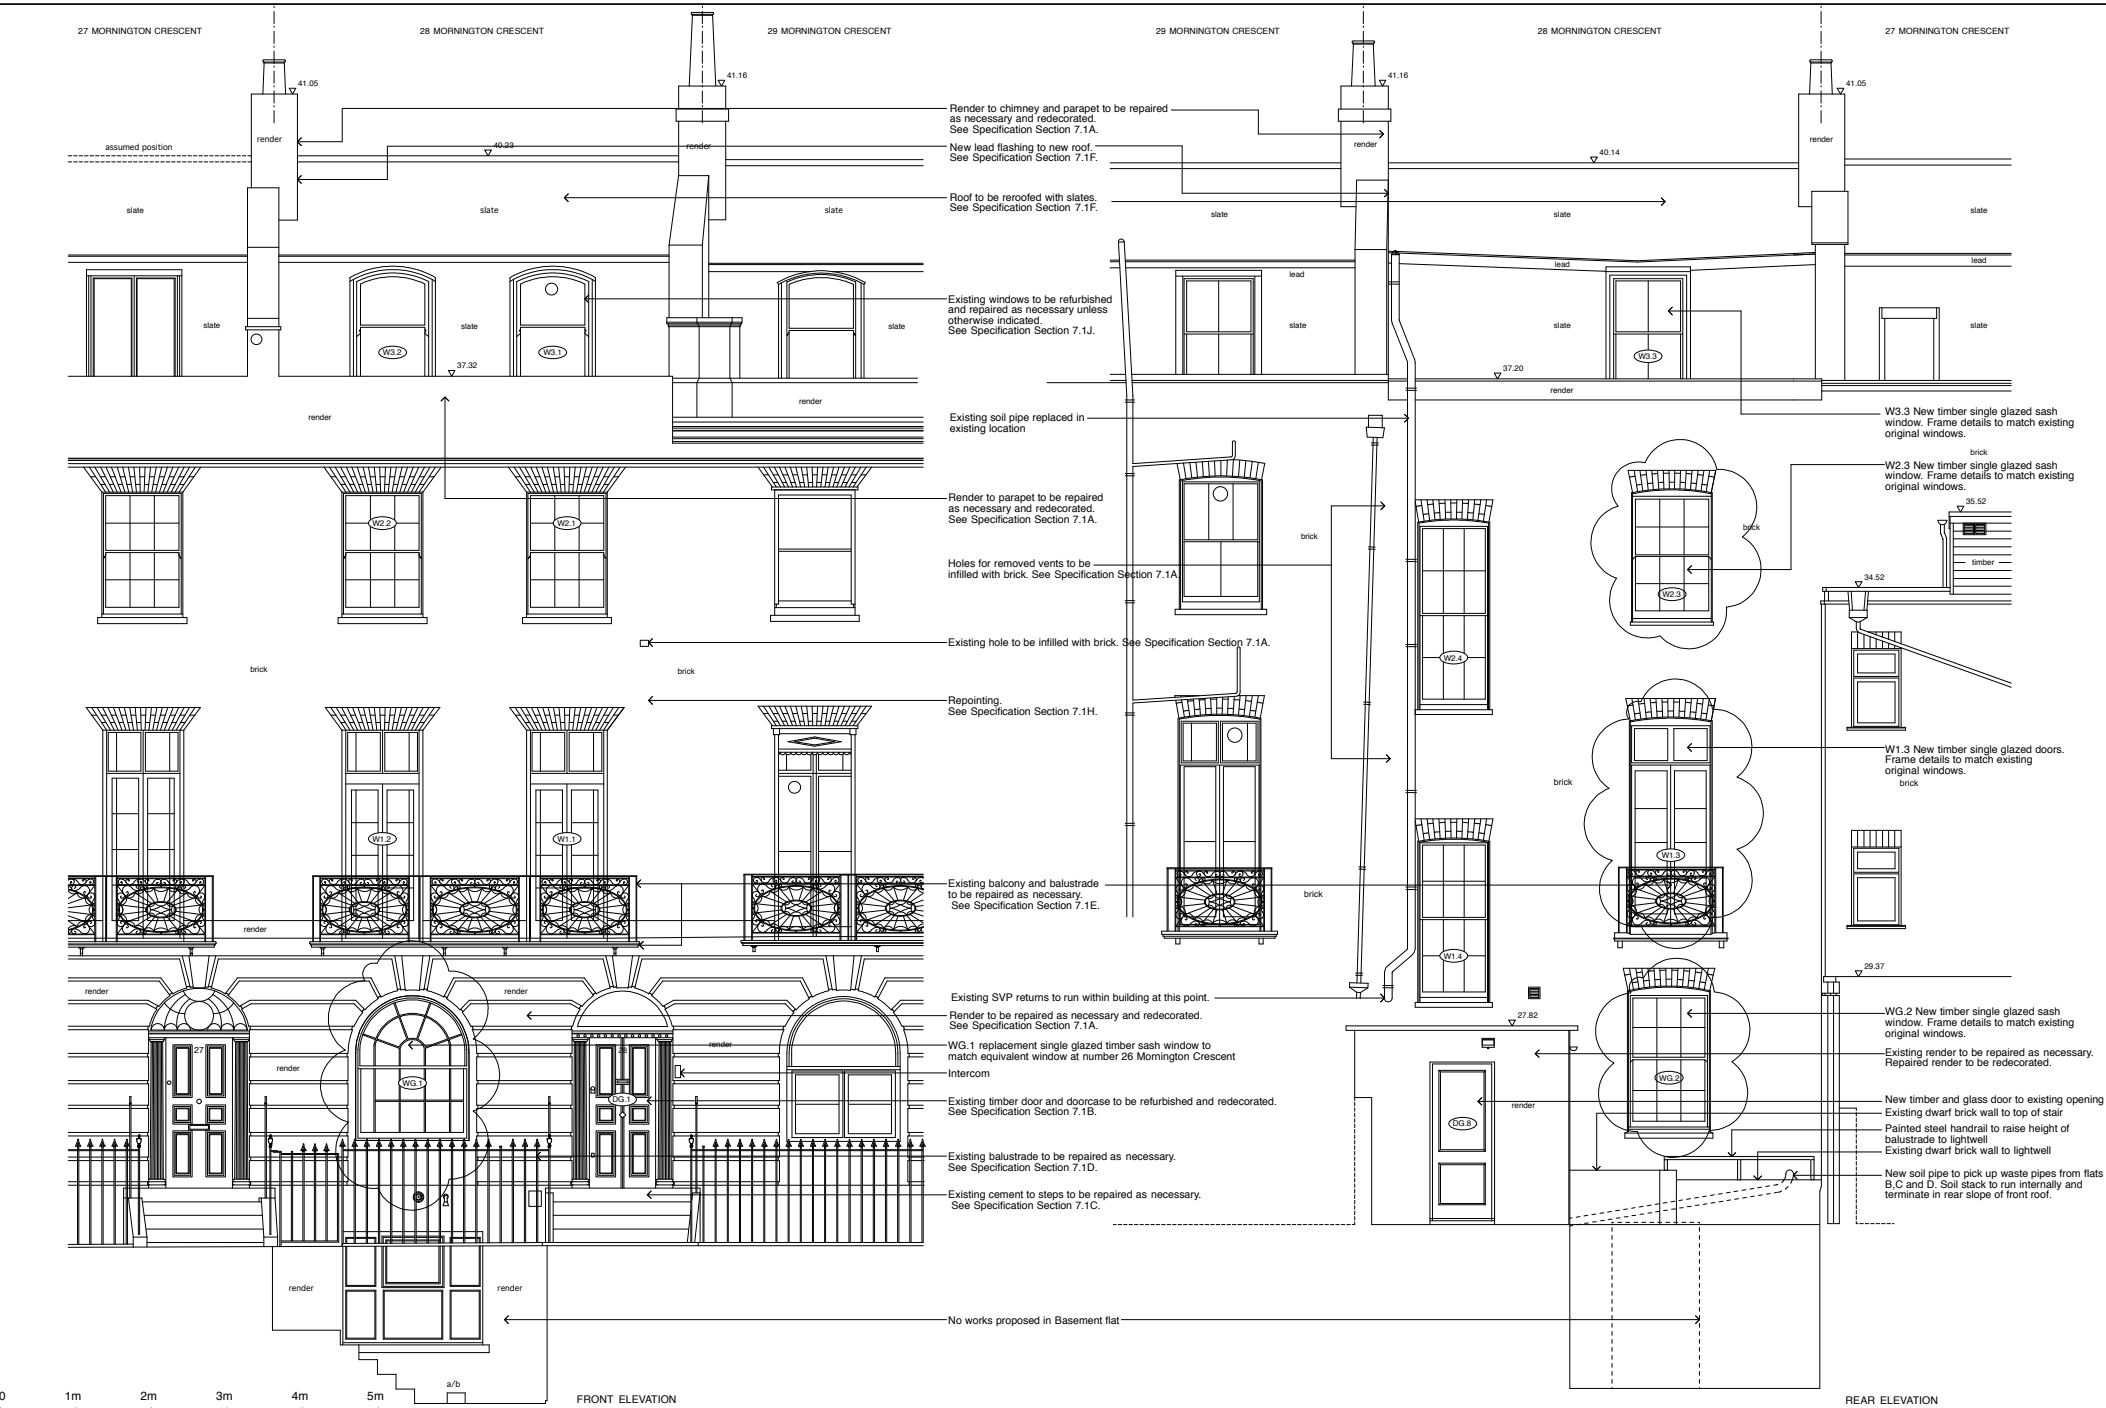 27 MORNINGTON CRESCENT
28 MORNINGTON CRESCENT
29 MORNINGTON CRESCENT
29 MORNINGTON CRESCENT
28 MORNINGTON CRESCENT
27 MORNINGTON CRESCENT
41.05
41.16
41.16
41.05
render
render
render
render
assumed position
40.23
40.14
slate
slate
slate
slate
slate
slate
Render to chimney and parapet to be repaired
as necessary and redecorated.
See Specification Section 7.1A.
New lead flashing to new roof.
See Specification Section 7.1F.
Roof to be reroofed with slates.
See Specification Section 7.1F.
lead
lead
lead
Existing windows to be refurbished
and repaired as necessary unless
otherwise indicated.
See Specification Section 7.1J.
slate
slate
slate
slate
slate
slate
W3.2
W3.1
W3.3
37.32
37.20
render
render
render
Existing soil pipe replaced in
existing location
W3.3 New timber single glazed sash
window. Frame details to match existing
original windows.
brick
W2.3 New timber single glazed sash
window. Frame details to match existing
original windows.
35.52
Render to parapet to be repaired
as necessary and redecorated.
See Specification Section 7.1A.
W2.2
W2.1
brick
brick
Holes for removed vents to be
infilled with brick. See Specification Section 7.1A.
timber
34.52
W2.3
Existing hole to be infilled with brick. See Specification Section 7.1A.
W2.4
brick
brick
Repointing.
See Specification Section 7.1H.
W1.3 New timber single glazed doors.
Frame details to match existing
original windows.
brick
brick
W1.2
W1.1
W1.3
Existing balcony and balustrade
to be repaired as necessary.
See Specification Section 7.1E.
brick
render
W1.4
29.37
render
render
Existing SVP returns to run within building at this point.
Render to be repaired as necessary and redecorated.
See Specification Section 7.1A.
27.82
WG.2 New timber single glazed sash
window. Frame details to match existing
original windows.
27
28
render
WG.1 replacement single glazed timber sash window to
match equivalent window at number 26 Mornington Crescent
Existing render to be repaired as necessary.
Repaired render to be redecorated.
render
Intercom
WG.1
WG.2
DG.1
Existing timber door and doorcase to be refurbished and redecorated.
See Specification Section 7.1B.
render
New timber and glass door to existing opening
Existing dwarf brick wall to top of stair
DG.8
Painted steel handrail to raise height of
balustrade to lightwell
Existing dwarf brick wall to lightwell
Existing balustrade to be repaired as necessary.
See Specification Section 7.1D.
New soil pipe to pick up waste pipes from flats
B,C and D. Soil stack to run internally and
terminate in rear slope of front roof.
Existing cement to steps to be repaired as necessary.
See Specification Section 7.1C.
render
render
No works proposed in Basement flat
a/b
0
1m
2m
3m
4m
5m
FRONT ELEVATION
REAR ELEVATION